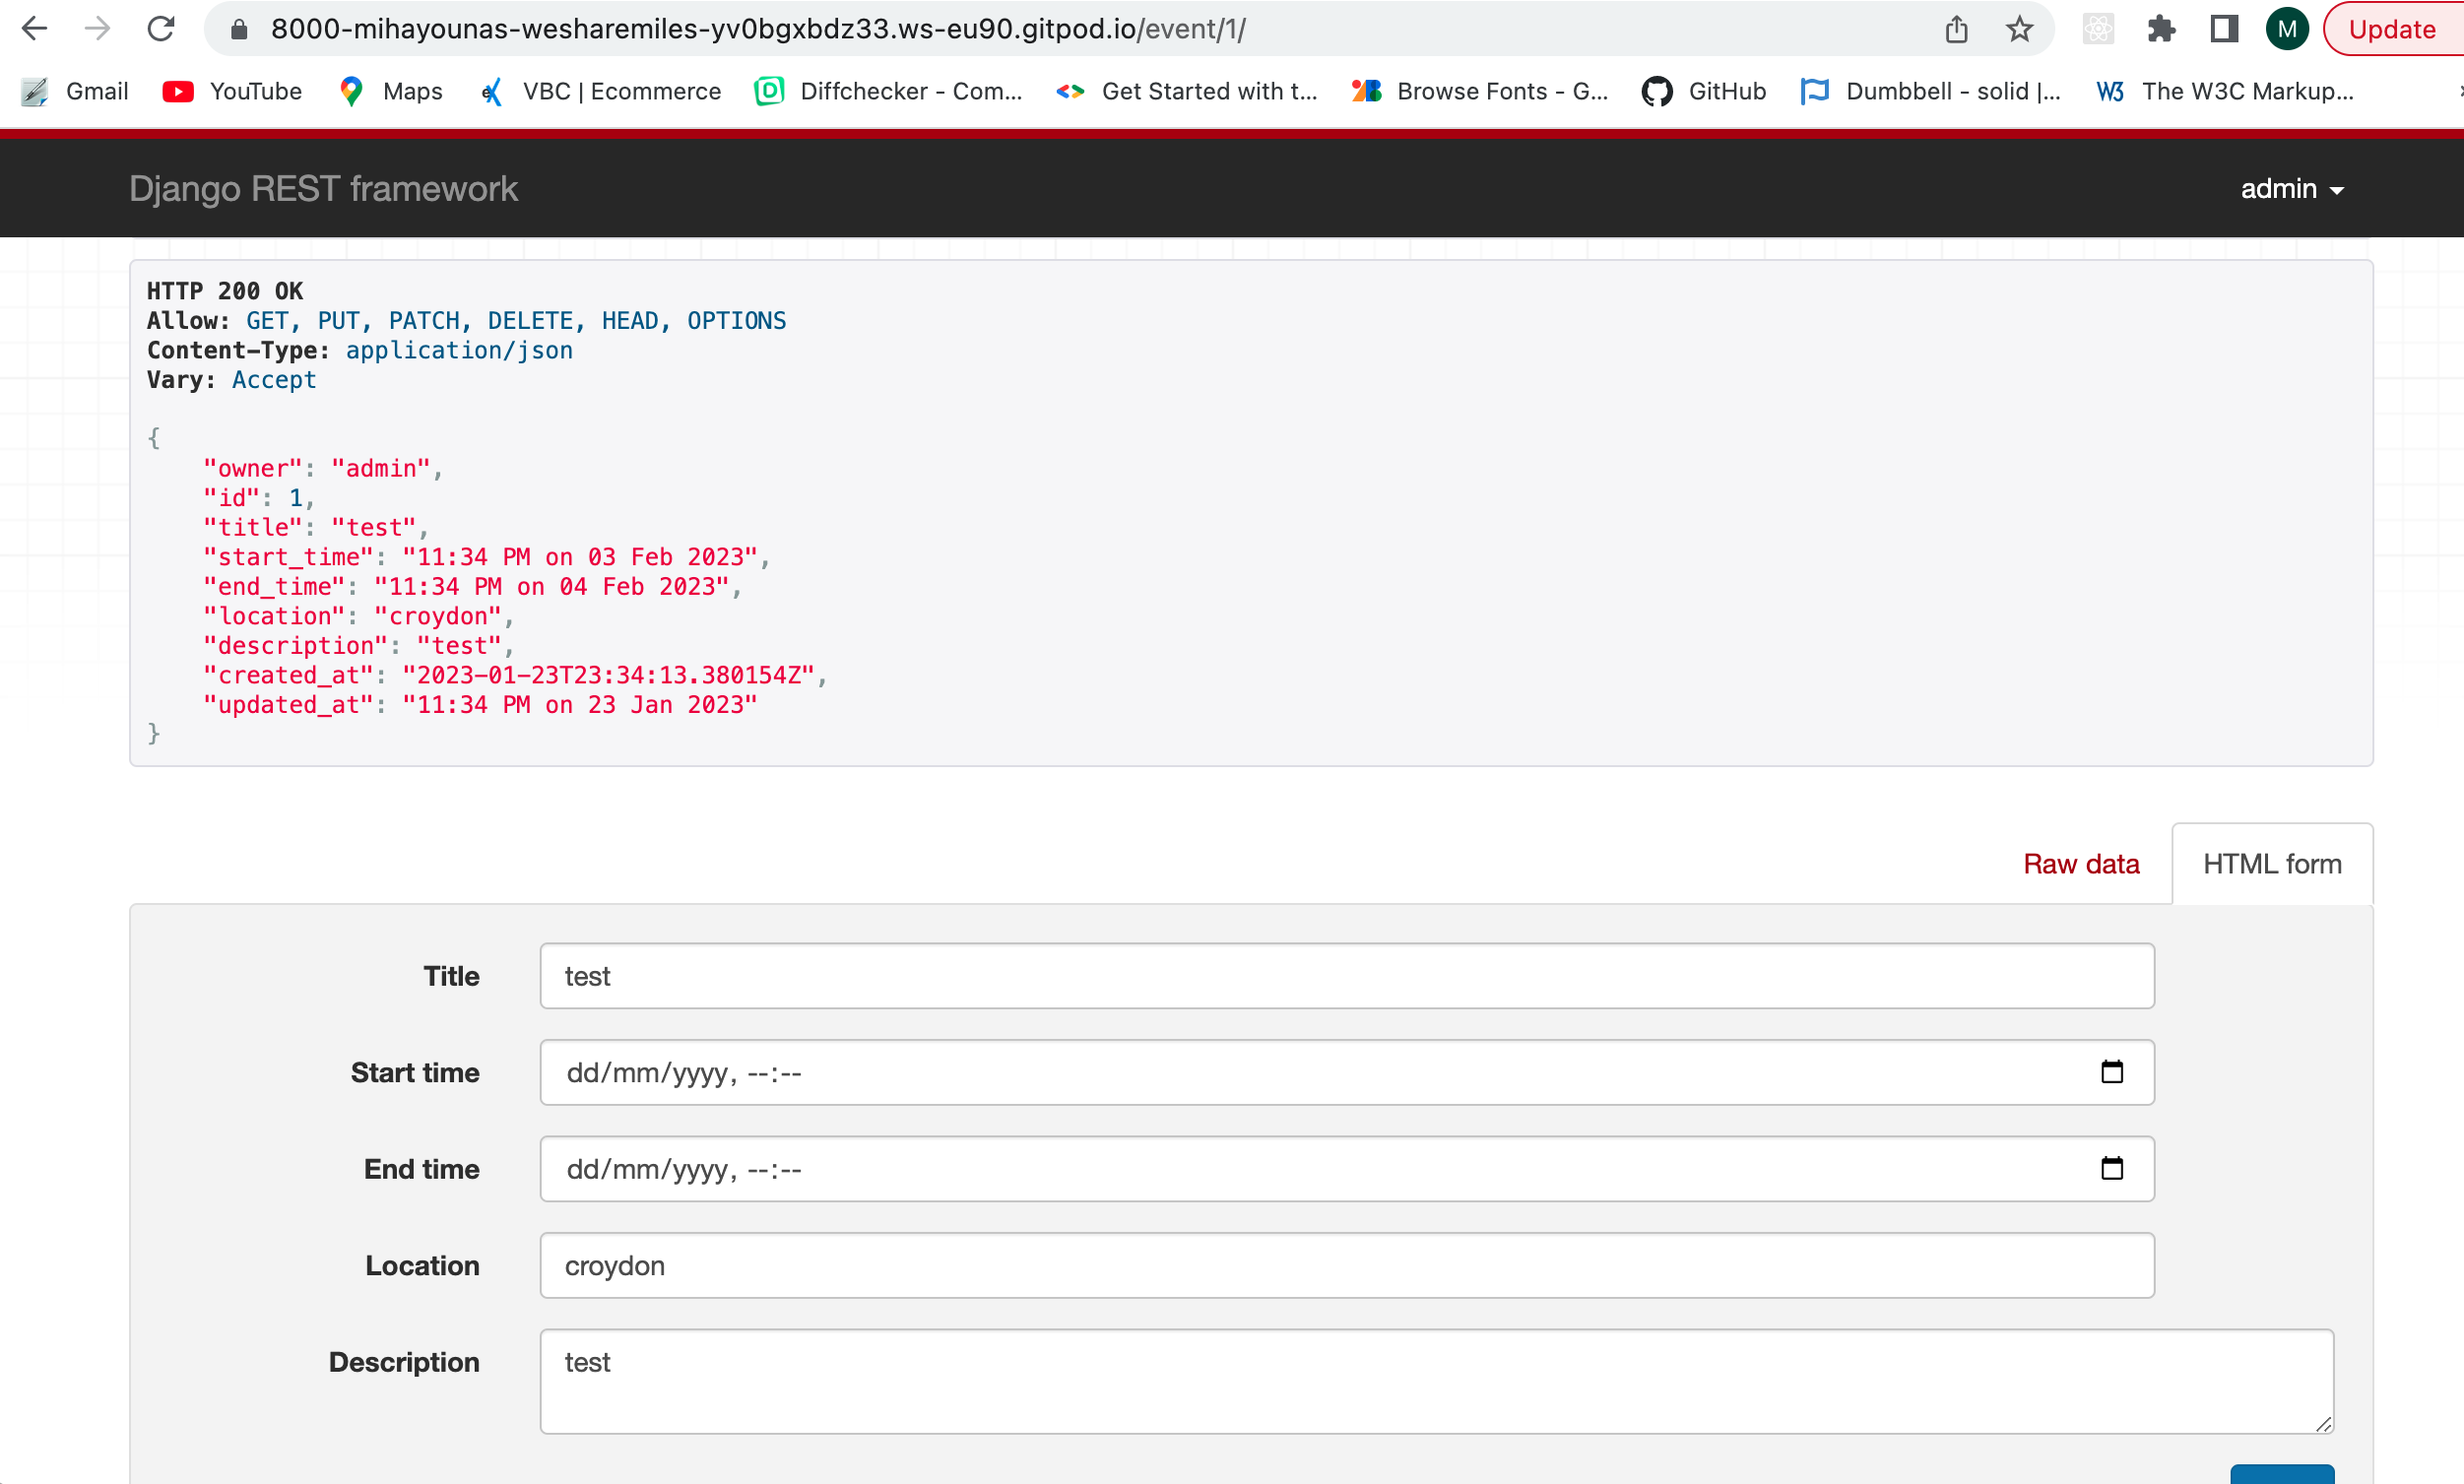 8000-mihayounas-wesharemiles-yv0bgxbdz33.ws-eu90.gitpod.io/event/1/ M Update
Gmail YouTube Maps VBC | Ecommerce Diffchecker - Com... Get Started with t... Browse Fonts - G... GitHub Dumbbell - solid |... The W3C Markup...
Django REST framework admin
HTTP 200 OK
Allow: GET, PUT, PATCH, DELETE, HEAD, OPTIONS
Content-Type: application/json
Vary: Accept
{
"owner": "admin",
"id": 1,
"title": "test",
"start_time": "11:34 PM on 03 Feb 2023",
"end_time": "11:34 PM on 04 Feb 2023",
"location": "croydon",
"description": "test",
"created_at": "2023-01-23T23:34:13.380154Z",
"updated_at": "11:34 PM on 23 Jan 2023"
}
Raw data HTML form
Title test
Start time dd/mm/yyyy, --:--
End time dd/mm/yyyy, --:--
Location croydon
Description test